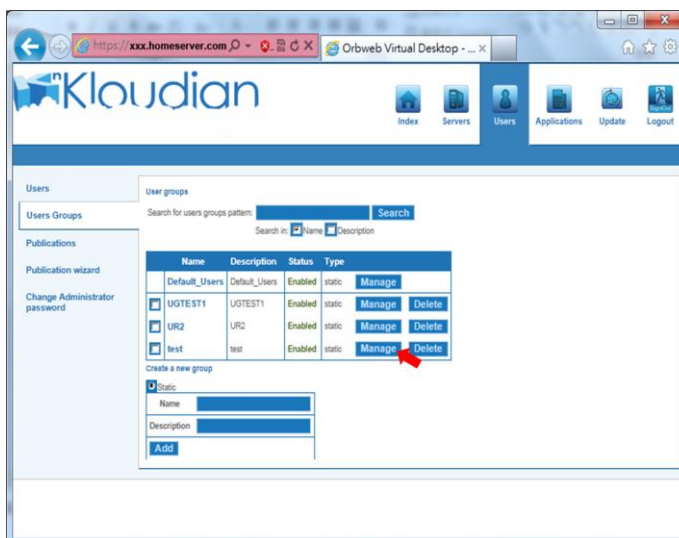 https://xxx.homeserver.com
Orbweb Virtual Desktop - ...
nKloudian
Index
Servers
Users
Applications
Update
Logout
Users
Users Groups
Publications
Publication wizard
Change Administrator
password
User groups
Search for users groups pattern:
Search
Search in: Name Description
Name Description Status Type
Default_Users Default_Users Enabled static Manage
UGTEST1 UGTEST1 Enabled static Manage Delete
UR2 UR2 Enabled static Manage Delete
test test Enabled static Manage Delete
Create a new group
Static
Name
Description
Add